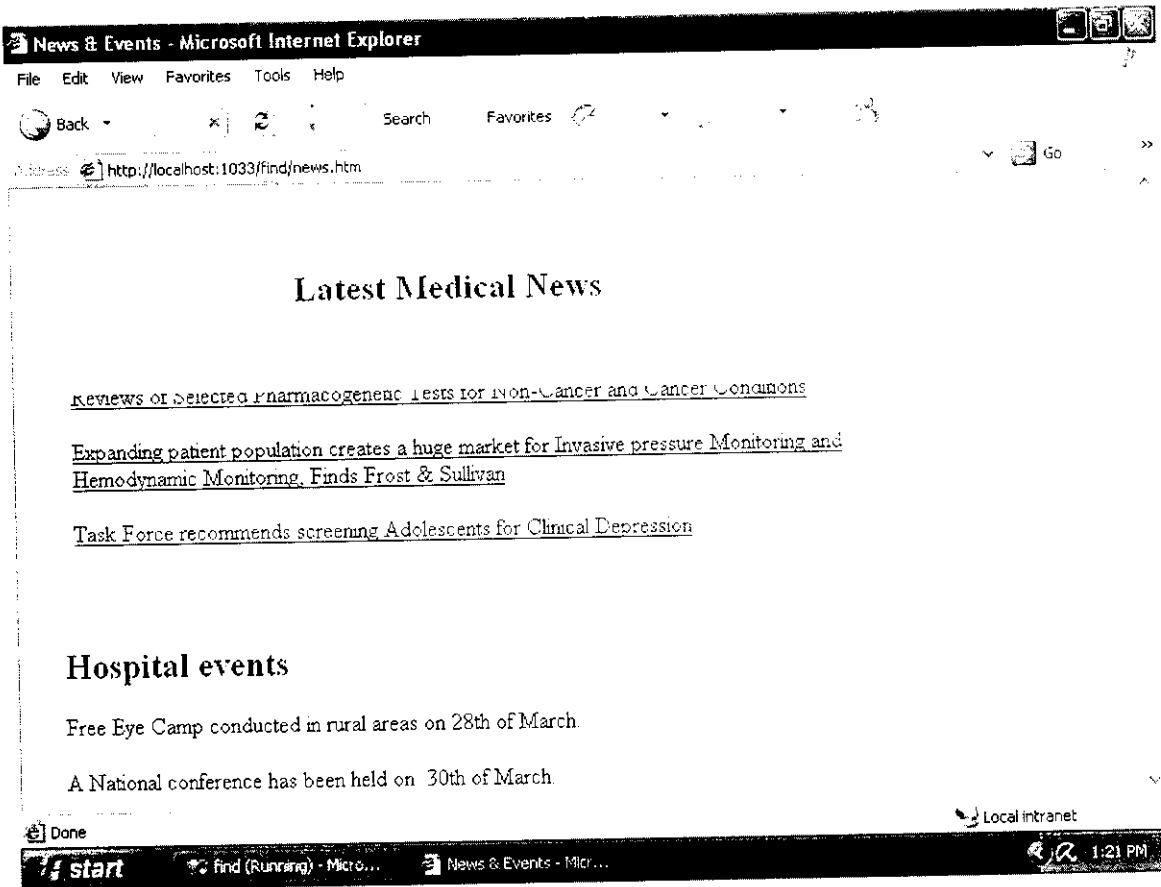 News & Events - Microsoft Internet Explorer
File Edit View Favorites Tools Help
Back Search Favorites
Address http://localhost:1033/find/news.htm Go
Latest Medical News
Reviews of Selected Pharmacogenetic Tests for Non-Cancer and Cancer Conditions
Expanding patient population creates a huge market for Invasive pressure Monitoring and
Hemodynamic Monitoring, Finds Frost & Sullivan
Task Force recommends screening Adolescents for Clinical Depression
Hospital events
Free Eye Camp conducted in rural areas on 28th of March.
A National conference has been held on 30th of March.
Done Local intranet
start find (Running) - Micro... News & Events - Micr... 1:21 PM